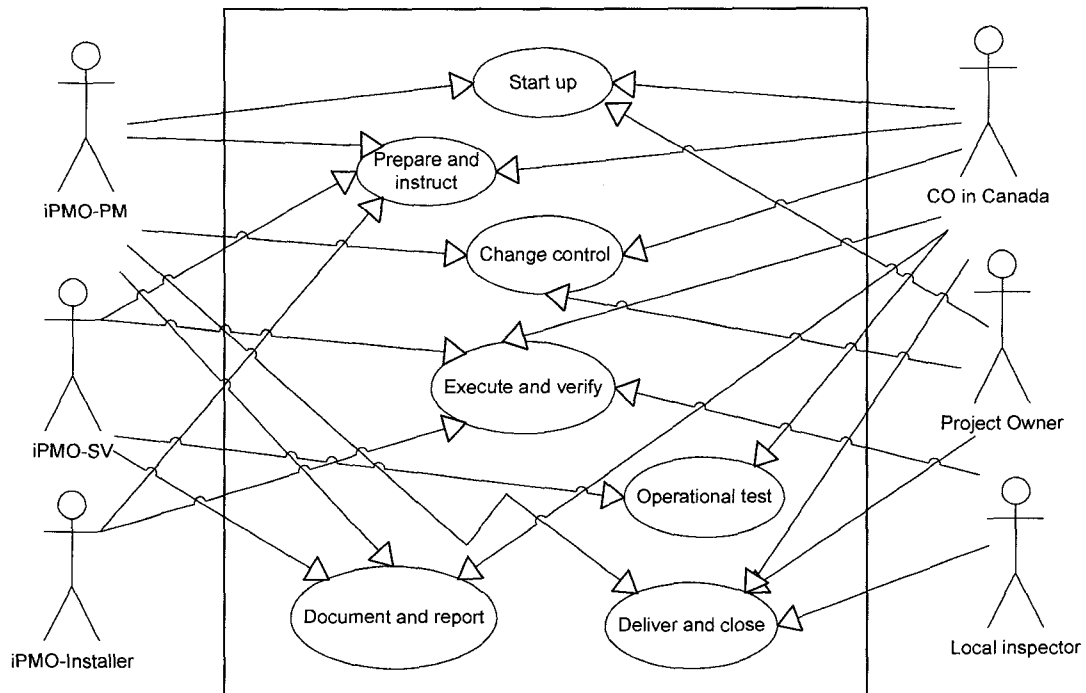 Start up
Prepare and
instruct
iPMO-PM
CO in Canada
Change control
Execute and verify
iPMO-SV
Project Owner
Operational test
Document and report
Deliver and close
iPMO-Installer
Local inspector